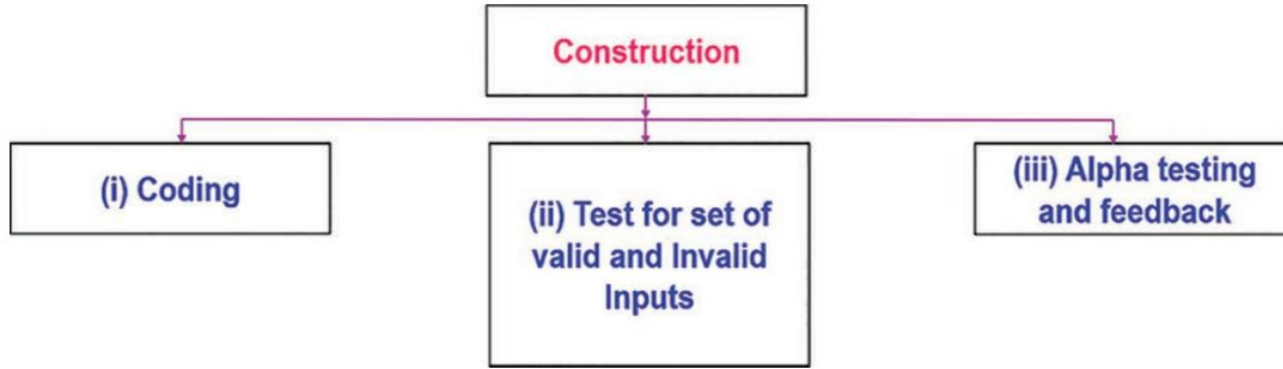 Construction
(i) Coding
(ii) Test for set of
valid and Invalid
Inputs
(iii) Alpha testing
and feedback